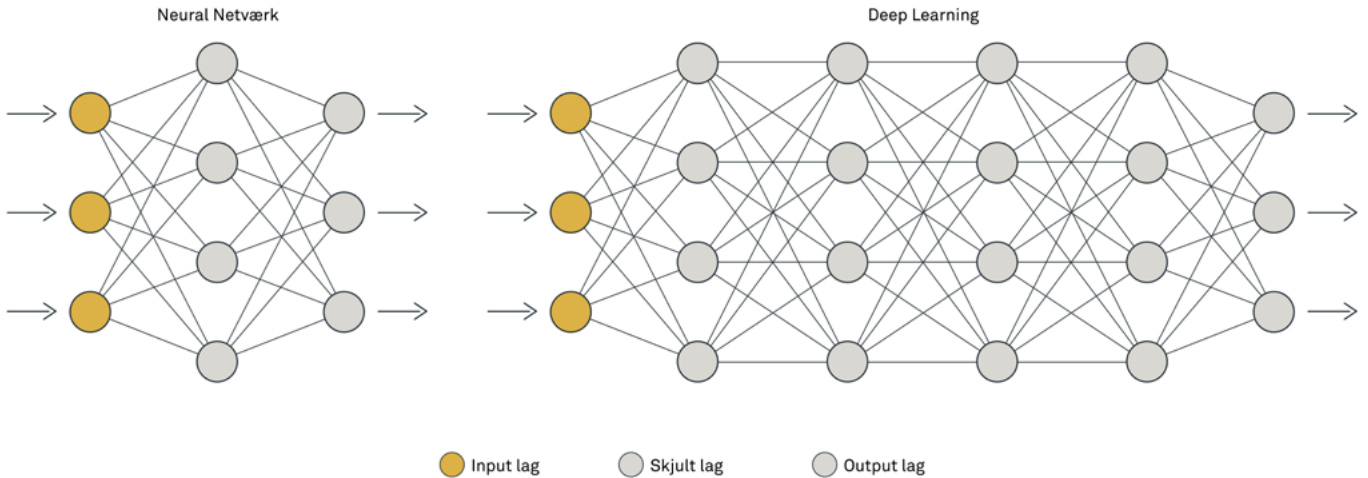 Neural Netværk
Deep Learning
Input lag
Skjult lag
Output lag